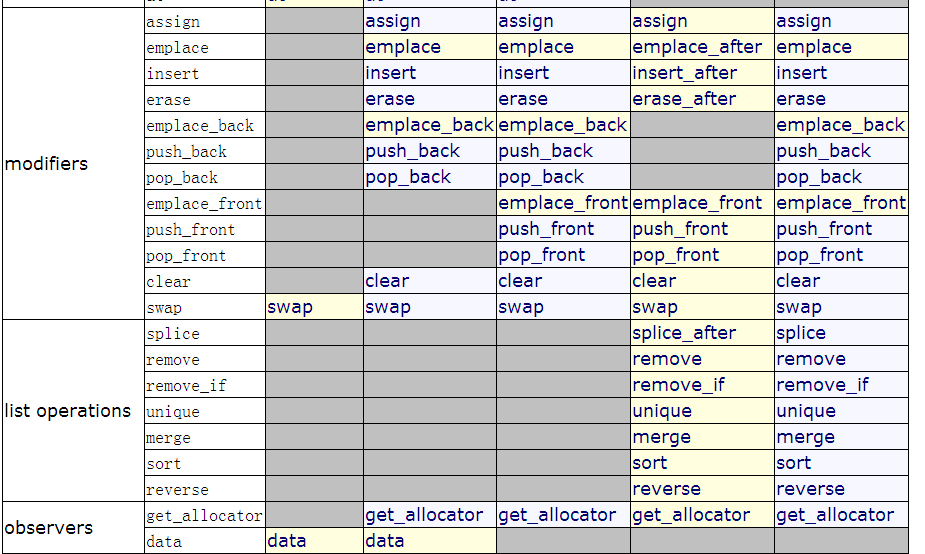 assign assign assign assign assign
emplace emplace emplace emplace_after emplace
insert insert insert insert_after insert
erase erase erase erase_after erase
emplace_back emplace_back emplace_back emplace_back
modifiers push_back push_back push_back push_back
pop_back pop_back pop_back pop_back
emplace_front emplace_front emplace_front emplace_front
push_front push_front push_front push_front
pop_front pop_front pop_front pop_front
clear clear clear clear clear
swap swap swap swap swap swap
splice splice_after splice
remove remove remove
remove_if remove_if remove_if
list operations unique unique unique
merge merge merge
sort sort sort
reverse reverse reverse
observers get_allocator get_allocator get_allocator get_allocator get_allocator
data data data